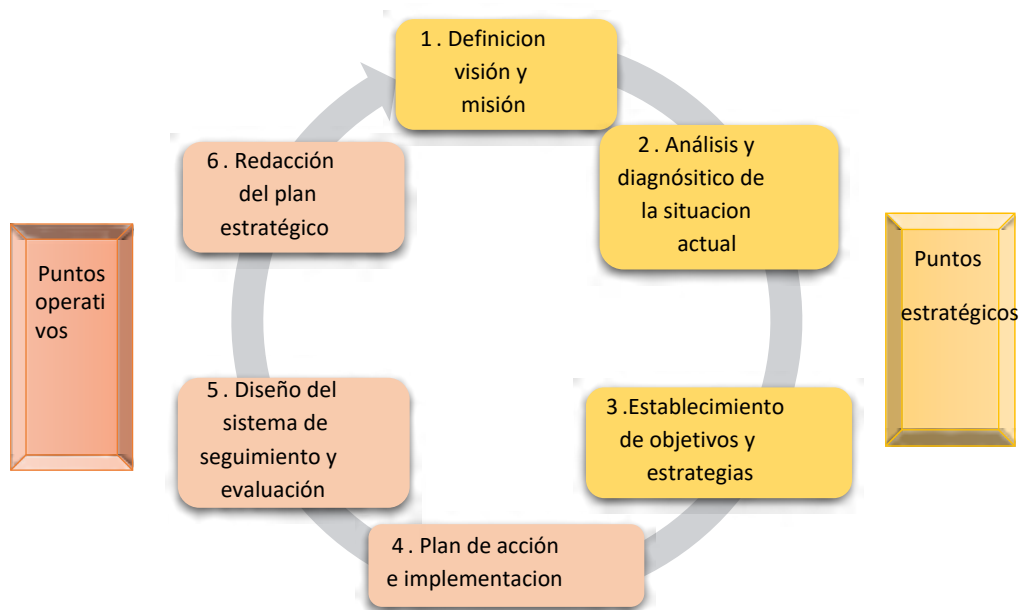 1 . Definicion
visión y
misión
2 . Análisis y
diagnósitico de
la situacion
actual
3 .Establecimiento
de objetivos y
estrategias
4 . Plan de acción
e implementacion
5 . Diseño del
sistema de
seguimiento y
evaluación
6 . Redacción
del plan
estratégico
Puntos
operati
vos
Puntos
estratégicos